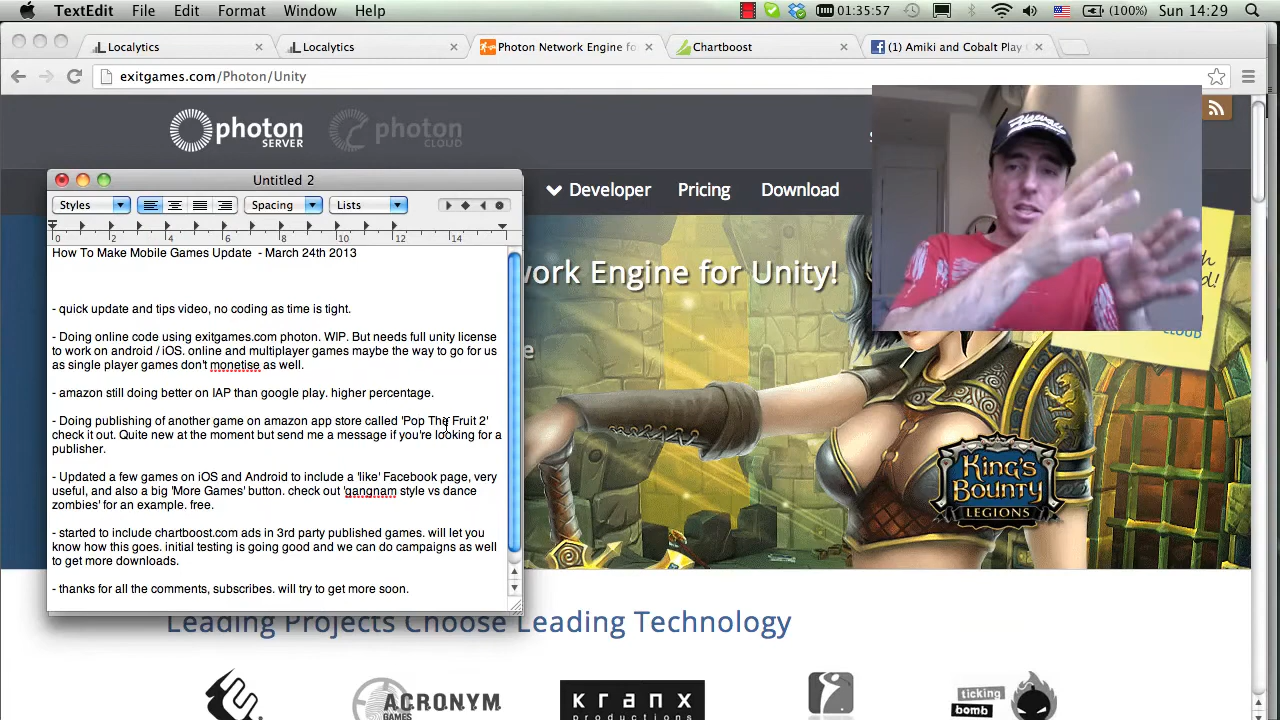 TextEdit File Edit Format Window Help 01:35:57 (100%) Sun 14:29
Localytics Localytics Photon Network Engine fo Chartboost (1) Amiki and Cobalt Play
exitgames.com/Photon/Unity
photon SERVER photon CLOUD
Developer Pricing Download
work Engine for Unity!
CLOUD
KING'S BOUNTY LEGIONS
Untitled 2
Styles Spacing Lists
0 2 4 6 8 10 12 14
How To Make Mobile Games Update - March 24th 2013
- quick update and tips video, no coding as time is tight.
- Doing online code using exitgames.com photon. WIP. But needs full unity license
to work on android / iOS. online and multiplayer games maybe the way to go for us
as single player games don't monetise as well.
- amazon still doing better on IAP than google play. higher percentage.
- Doing publishing of another game on amazon app store called 'Pop The Fruit 2'
check it out. Quite new at the moment but send me a message if you're looking for a
publisher.
- Updated a few games on iOS and Android to include a 'like' Facebook page, very
useful, and also a big 'More Games' button. check out 'gangnam style vs dance
zombies' for an example. free.
- started to include chartboost.com ads in 3rd party published games. will let you
know how this goes. initial testing is going good and we can do campaigns as well
to get more downloads.
- thanks for all the comments, subscribes. will try to get more soon.
Leading Projects Choose Leading Technology
ACRONYM
GAMES
kranx
productions
ticking
bomb